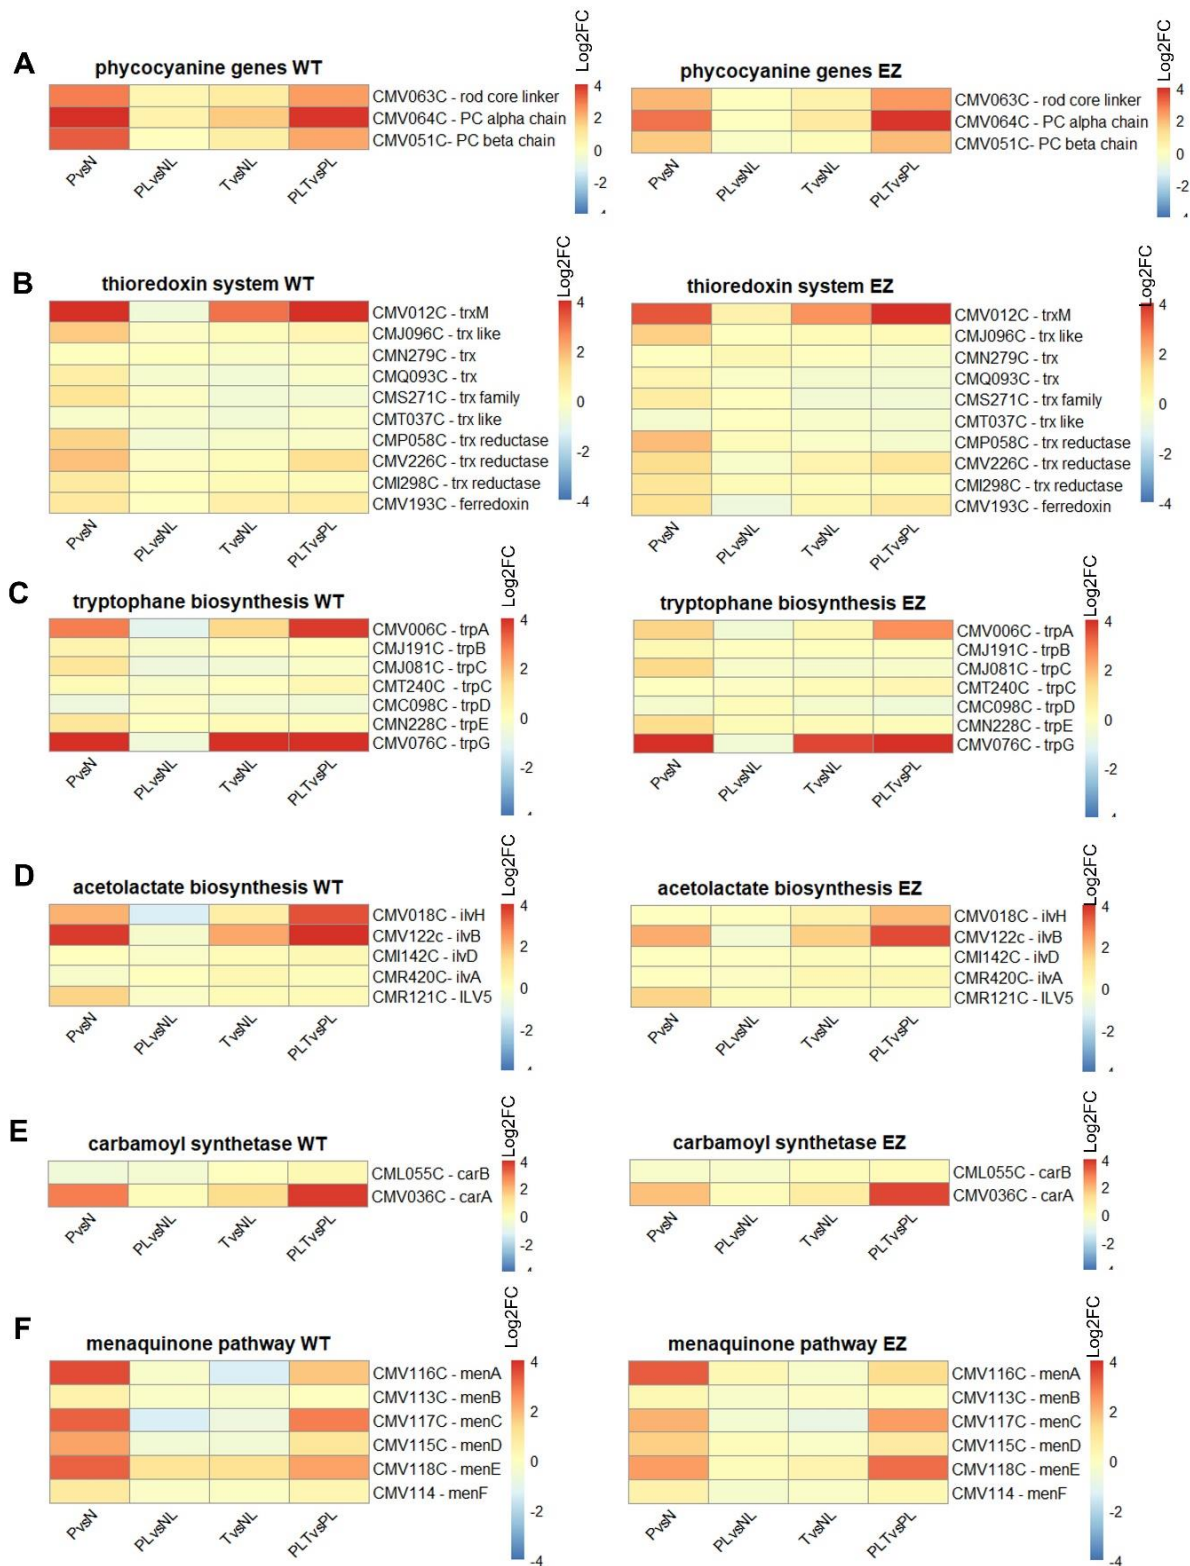 A
phycocyanine genes WT
Log2FC
CMV063C - rod core linker
CMV064C - PC alpha chain
CMV051C- PC beta chain
4
2
0
-2
PvsN
PLvsNL
TvsNL
PLTvsPL
phycocyanine genes EZ
Log2FC
CMV063C - rod core linker
CMV064C - PC alpha chain
CMV051C- PC beta chain
4
2
0
-2
-4
PvsN
PLvsNL
TvsNL
PLTvsPL
B
thioredoxin system WT
Log2FC
CMV012C - trxM
CMJ096C - trx like
CMN279C - trx
CMQ093C - trx
CMS271C - trx family
CMT037C - trx like
CMP058C - trx reductase
CMV226C - trx reductase
CMI298C - trx reductase
CMV193C - ferredoxin
4
2
0
-2
-4
PvsN
PLvsNL
TvsNL
PLTvsPL
thioredoxin system EZ
Log2FC
CMV012C - trxM
CMJ096C - trx like
CMN279C - trx
CMQ093C - trx
CMS271C - trx family
CMT037C - trx like
CMP058C - trx reductase
CMV226C - trx reductase
CMI298C - trx reductase
CMV193C - ferredoxin
4
2
0
-2
-4
PvsN
PLvsNL
TvsNL
PLTvsPL
C
tryptophane biosynthesis WT
Log2FC
CMV006C - trpA
CMJ191C - trpB
CMJ081C - trpC
CMT240C - trpC
CMC098C - trpD
CMN228C - trpE
CMV076C - trpG
4
2
0
-2
PvsN
PLvsNL
TvsNL
PLTvsPL
tryptophane biosynthesis EZ
Log2FC
CMV006C - trpA
CMJ191C - trpB
CMJ081C - trpC
CMT240C - trpC
CMC098C - trpD
CMN228C - trpE
CMV076C - trpG
4
2
0
-2
PvsN
PLvsNL
TvsNL
PLTvsPL
D
acetolactate biosynthesis WT
Log2FC
CMV018C - ilvH
CMV122c - ilvB
CMI142C - ilvD
CMR420C- ilvA
CMR121C - ILV5
4
2
0
-2
PvsN
PLvsNL
TvsNL
PLTvsPL
acetolactate biosynthesis EZ
Log2FC
CMV018C - ilvH
CMV122c - ilvB
CMI142C - ilvD
CMR420C- ilvA
CMR121C - ILV5
4
2
0
-2
PvsN
PLvsNL
TvsNL
PLTvsPL
E
carbamoyl synthetase WT
Log2FC
CML055C - carB
CMV036C - carA
4
2
0
-2
PvsN
PLvsNL
TvsNL
PLTvsPL
carbamoyl synthetase EZ
Log2FC
CML055C - carB
CMV036C - carA
4
2
0
-2
PvsN
PLvsNL
TvsNL
PLTvsPL
F
menaquinone pathway WT
Log2FC
CMV116C - menA
CMV113C - menB
CMV117C - menC
CMV115C - menD
CMV118C - menE
CMV114 - menF
4
2
0
-2
-4
PvsN
PLvsNL
TvsNL
PLTvsPL
menaquinone pathway EZ
Log2FC
CMV116C - menA
CMV113C - menB
CMV117C - menC
CMV115C - menD
CMV118C - menE
CMV114 - menF
4
2
0
-2
-4
PvsN
PLvsNL
TvsNL
PLTvsPL